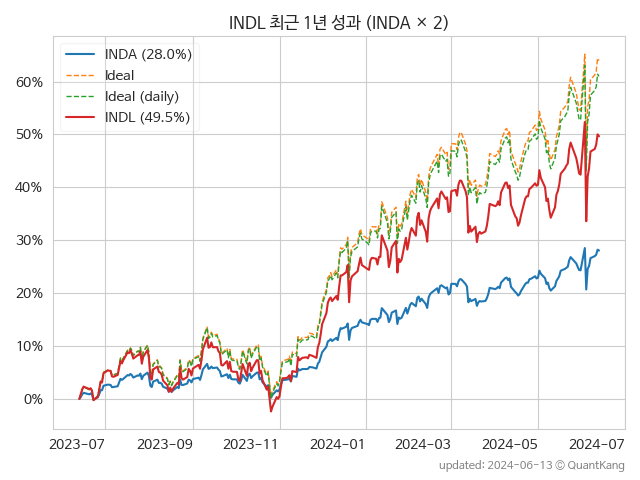 INDL 최근 1년 성과 (INDA × 2)
INDA (28.0%)
Ideal
Ideal (daily)
INDL (49.5%)
60%
50%
40%
30%
20%
10%
0%
2023-07 2023-09 2023-11 2024-01 2024-03 2024-05 2024-07
updated: 2024-06-13 © QuantKang